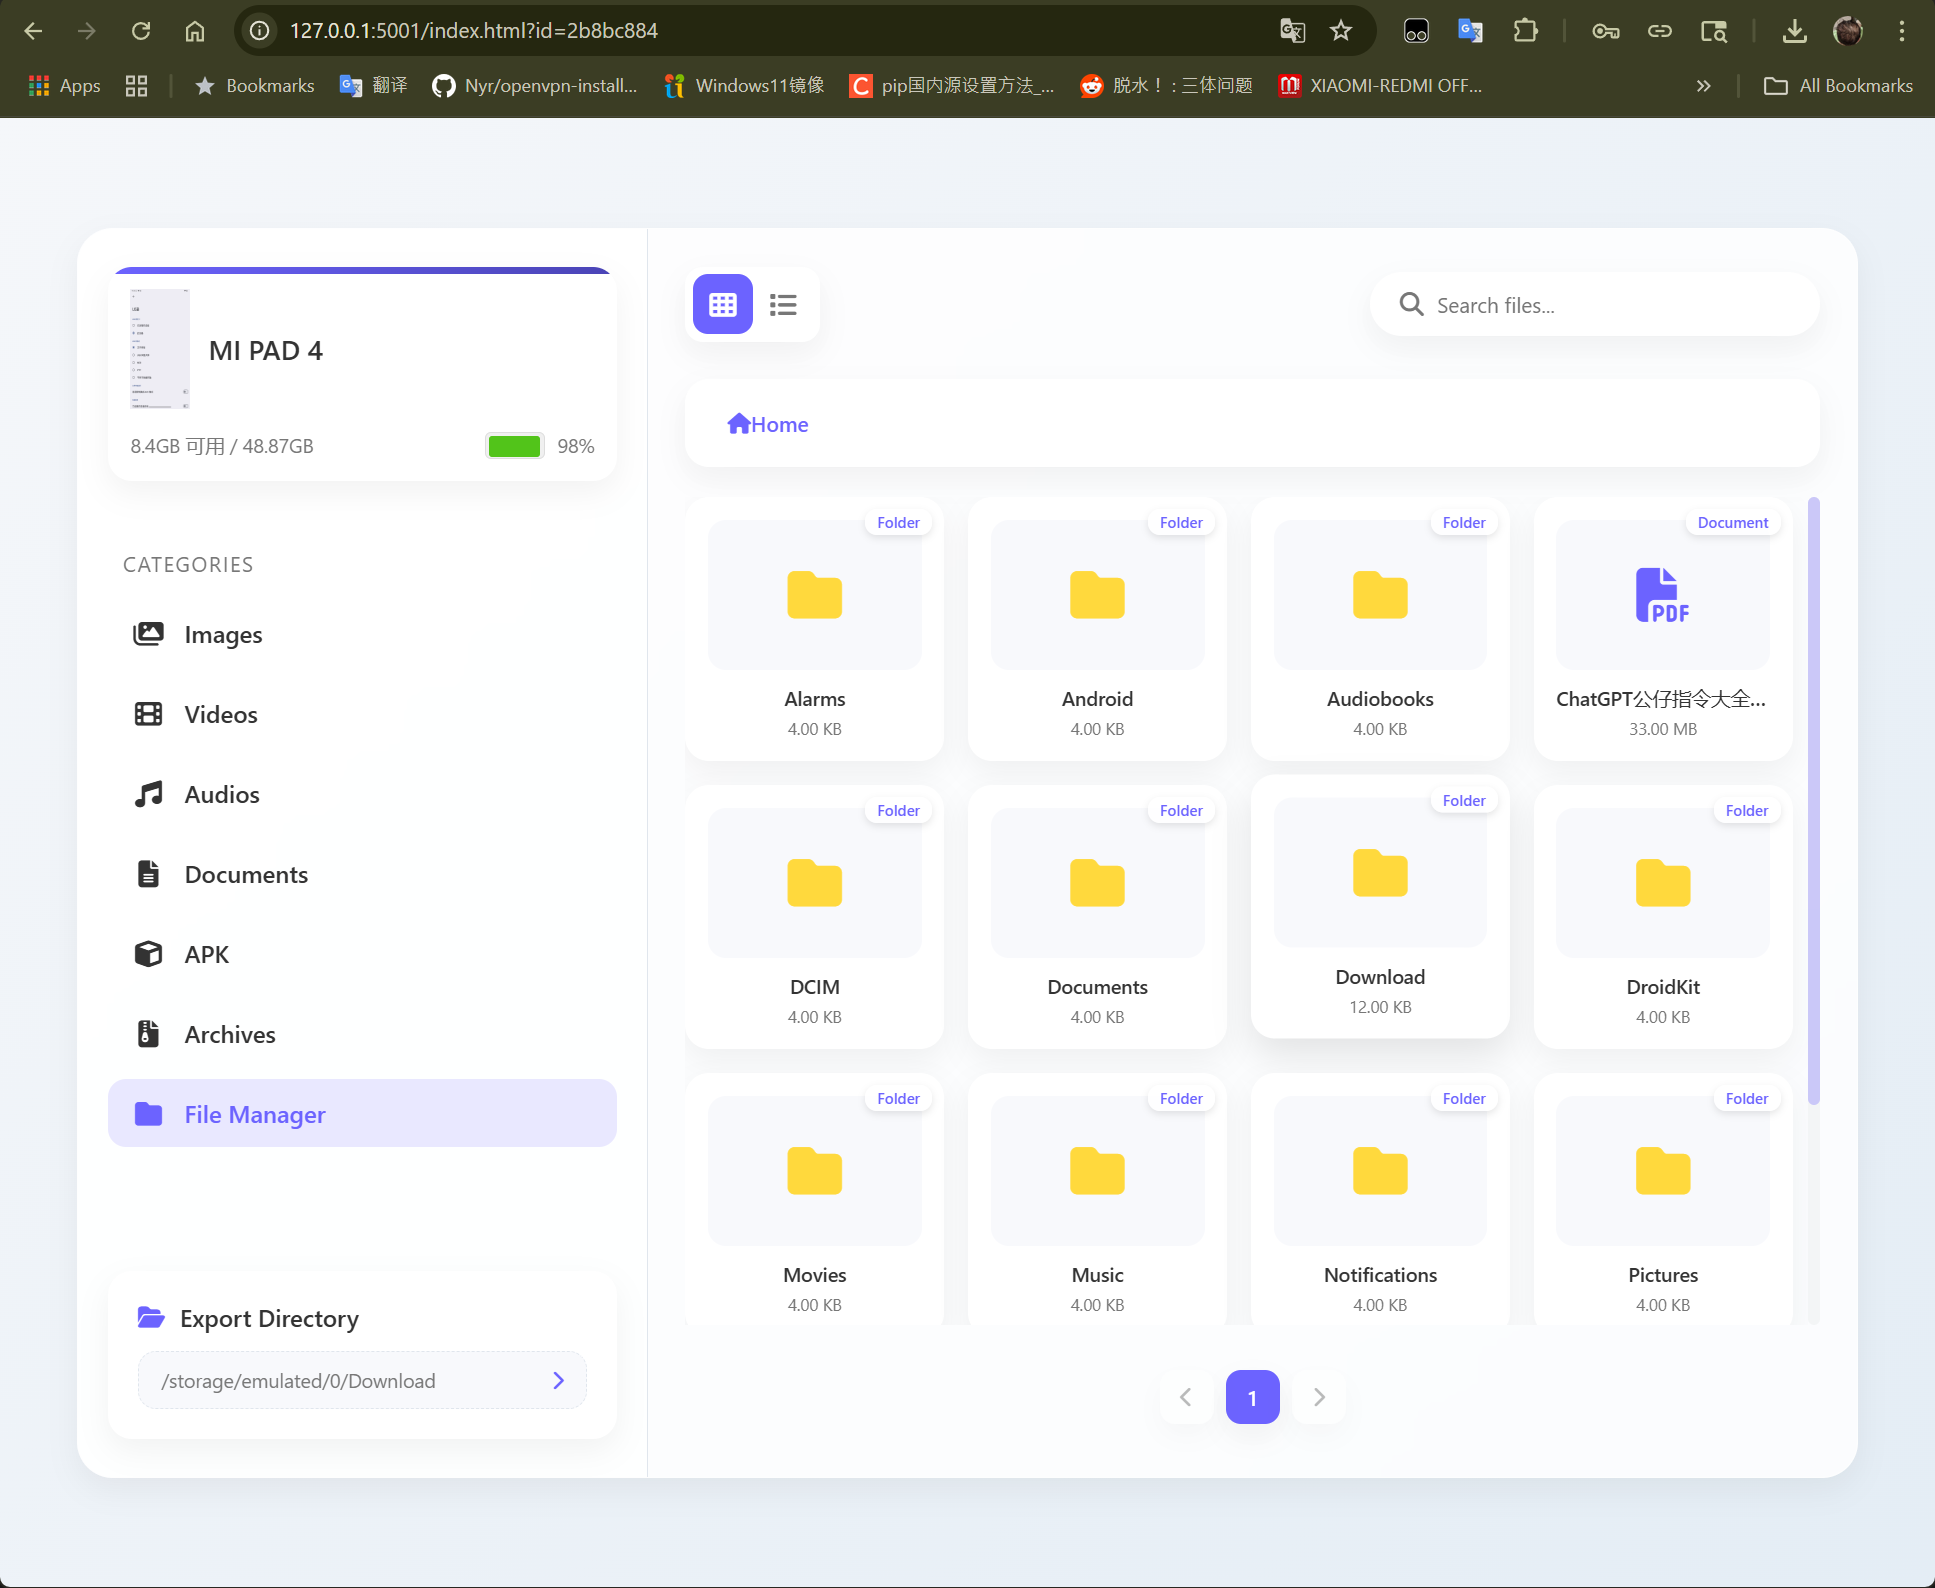 127.0.0.1:5001/index.html?id=2b8bc884
Apps
Bookmarks
翻译
Nyr/openvpn-install...
Windows11镜像
pip国内源设置方法_...
脱水！ : 三体问题
XIAOMI-REDMI OFF...
All Bookmarks
MI PAD 4
8.4GB 可用 / 48.87GB
98%
CATEGORIES
Images
Videos
Audios
Documents
APK
Archives
File Manager
Export Directory
/storage/emulated/0/Download
Search files...
Home
Folder
Alarms
4.00 KB
Folder
Android
4.00 KB
Folder
Audiobooks
4.00 KB
Document
PDF
ChatGPT公仔指令大全...
33.00 MB
Folder
DCIM
4.00 KB
Folder
Documents
4.00 KB
Folder
Download
12.00 KB
Folder
DroidKit
4.00 KB
Folder
Movies
4.00 KB
Folder
Music
4.00 KB
Folder
Notifications
4.00 KB
Folder
Pictures
4.00 KB
1